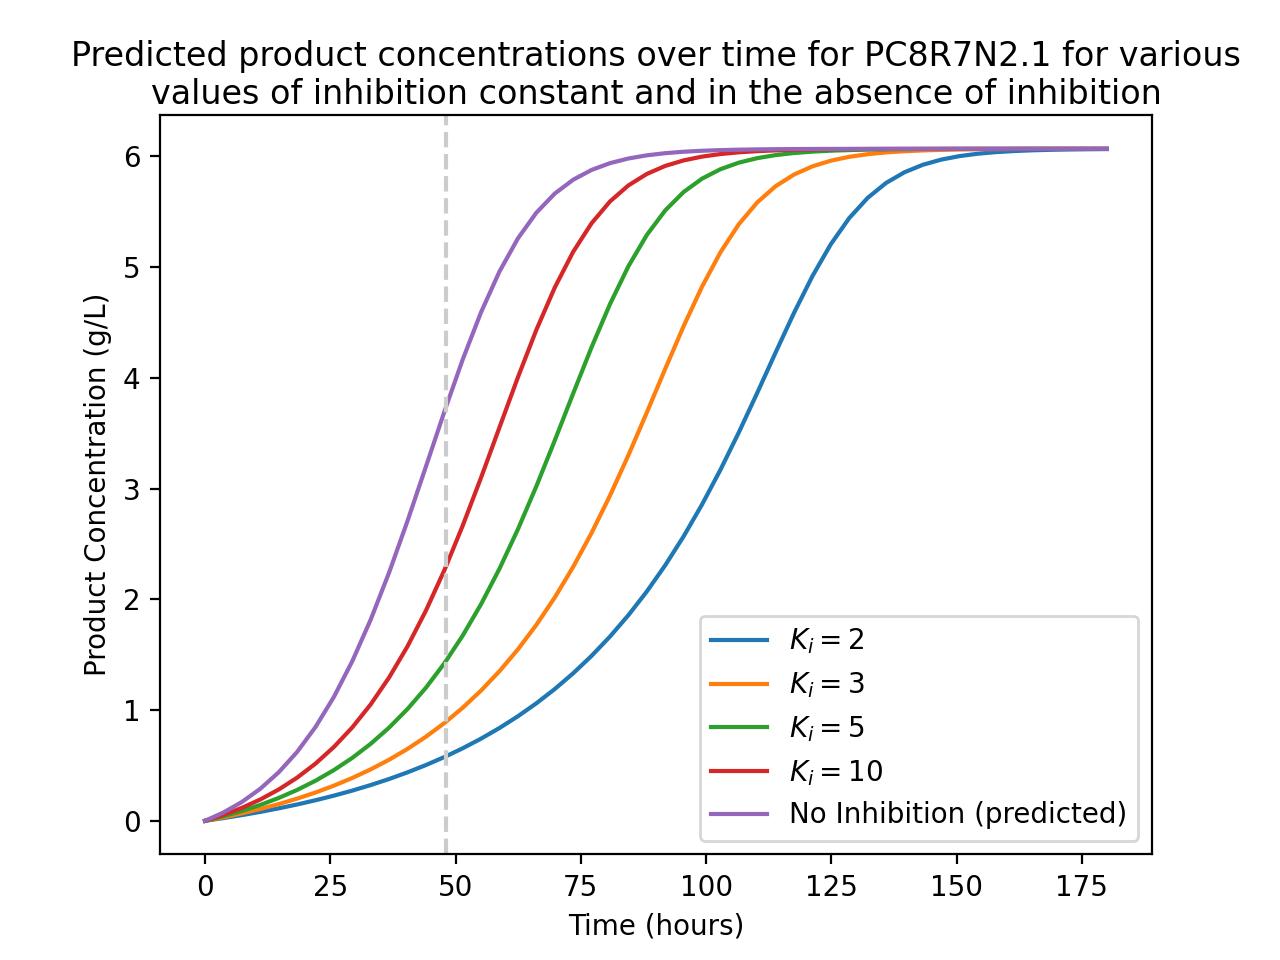 Predicted product concentrations over time for PC8R7N2.1 for various
values of inhibition constant and in the absence of inhibition
6
5
4
3
2
1
0
Product Concentration (g/L)
K_i = 2
K_i = 3
K_i = 5
K_i = 10
No Inhibition (predicted)
0 25 50 75 100 125 150 175
Time (hours)